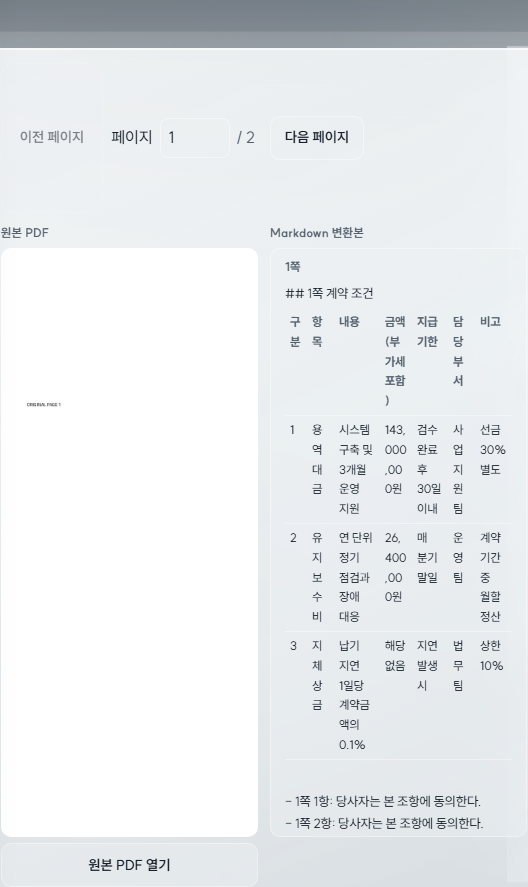 이전 페이지 페이지 1 / 2 다음 페이지
원본 PDF
Markdown 변환본
ORIGINAL PAGE 1
1쪽
## 1쪽 계약 조건
구분 항목 내용 금액(부가세 포함) 지급 기한 담당 부서 비고
1 용역 대금 시스템 구축 및 3개월 운영 지원 143,000,000원 검수 완료 후 30일 이내 사업지원팀 선금 30% 별도
2 유지보수비 연 단위 정기 점검과 장애 대응 26,400,000원 매 분기 말일 운영팀 계약 기간 중 월할 정산
3 지체상금 납기 지연 1일당 계약금액의 0.1% 해당 없음 지연 발생 시 법무팀 상한 10%
- 1쪽 1항: 당사자는 본 조항에 동의한다.
- 1쪽 2항: 당사자는 본 조항에 동의한다.
원본 PDF 열기